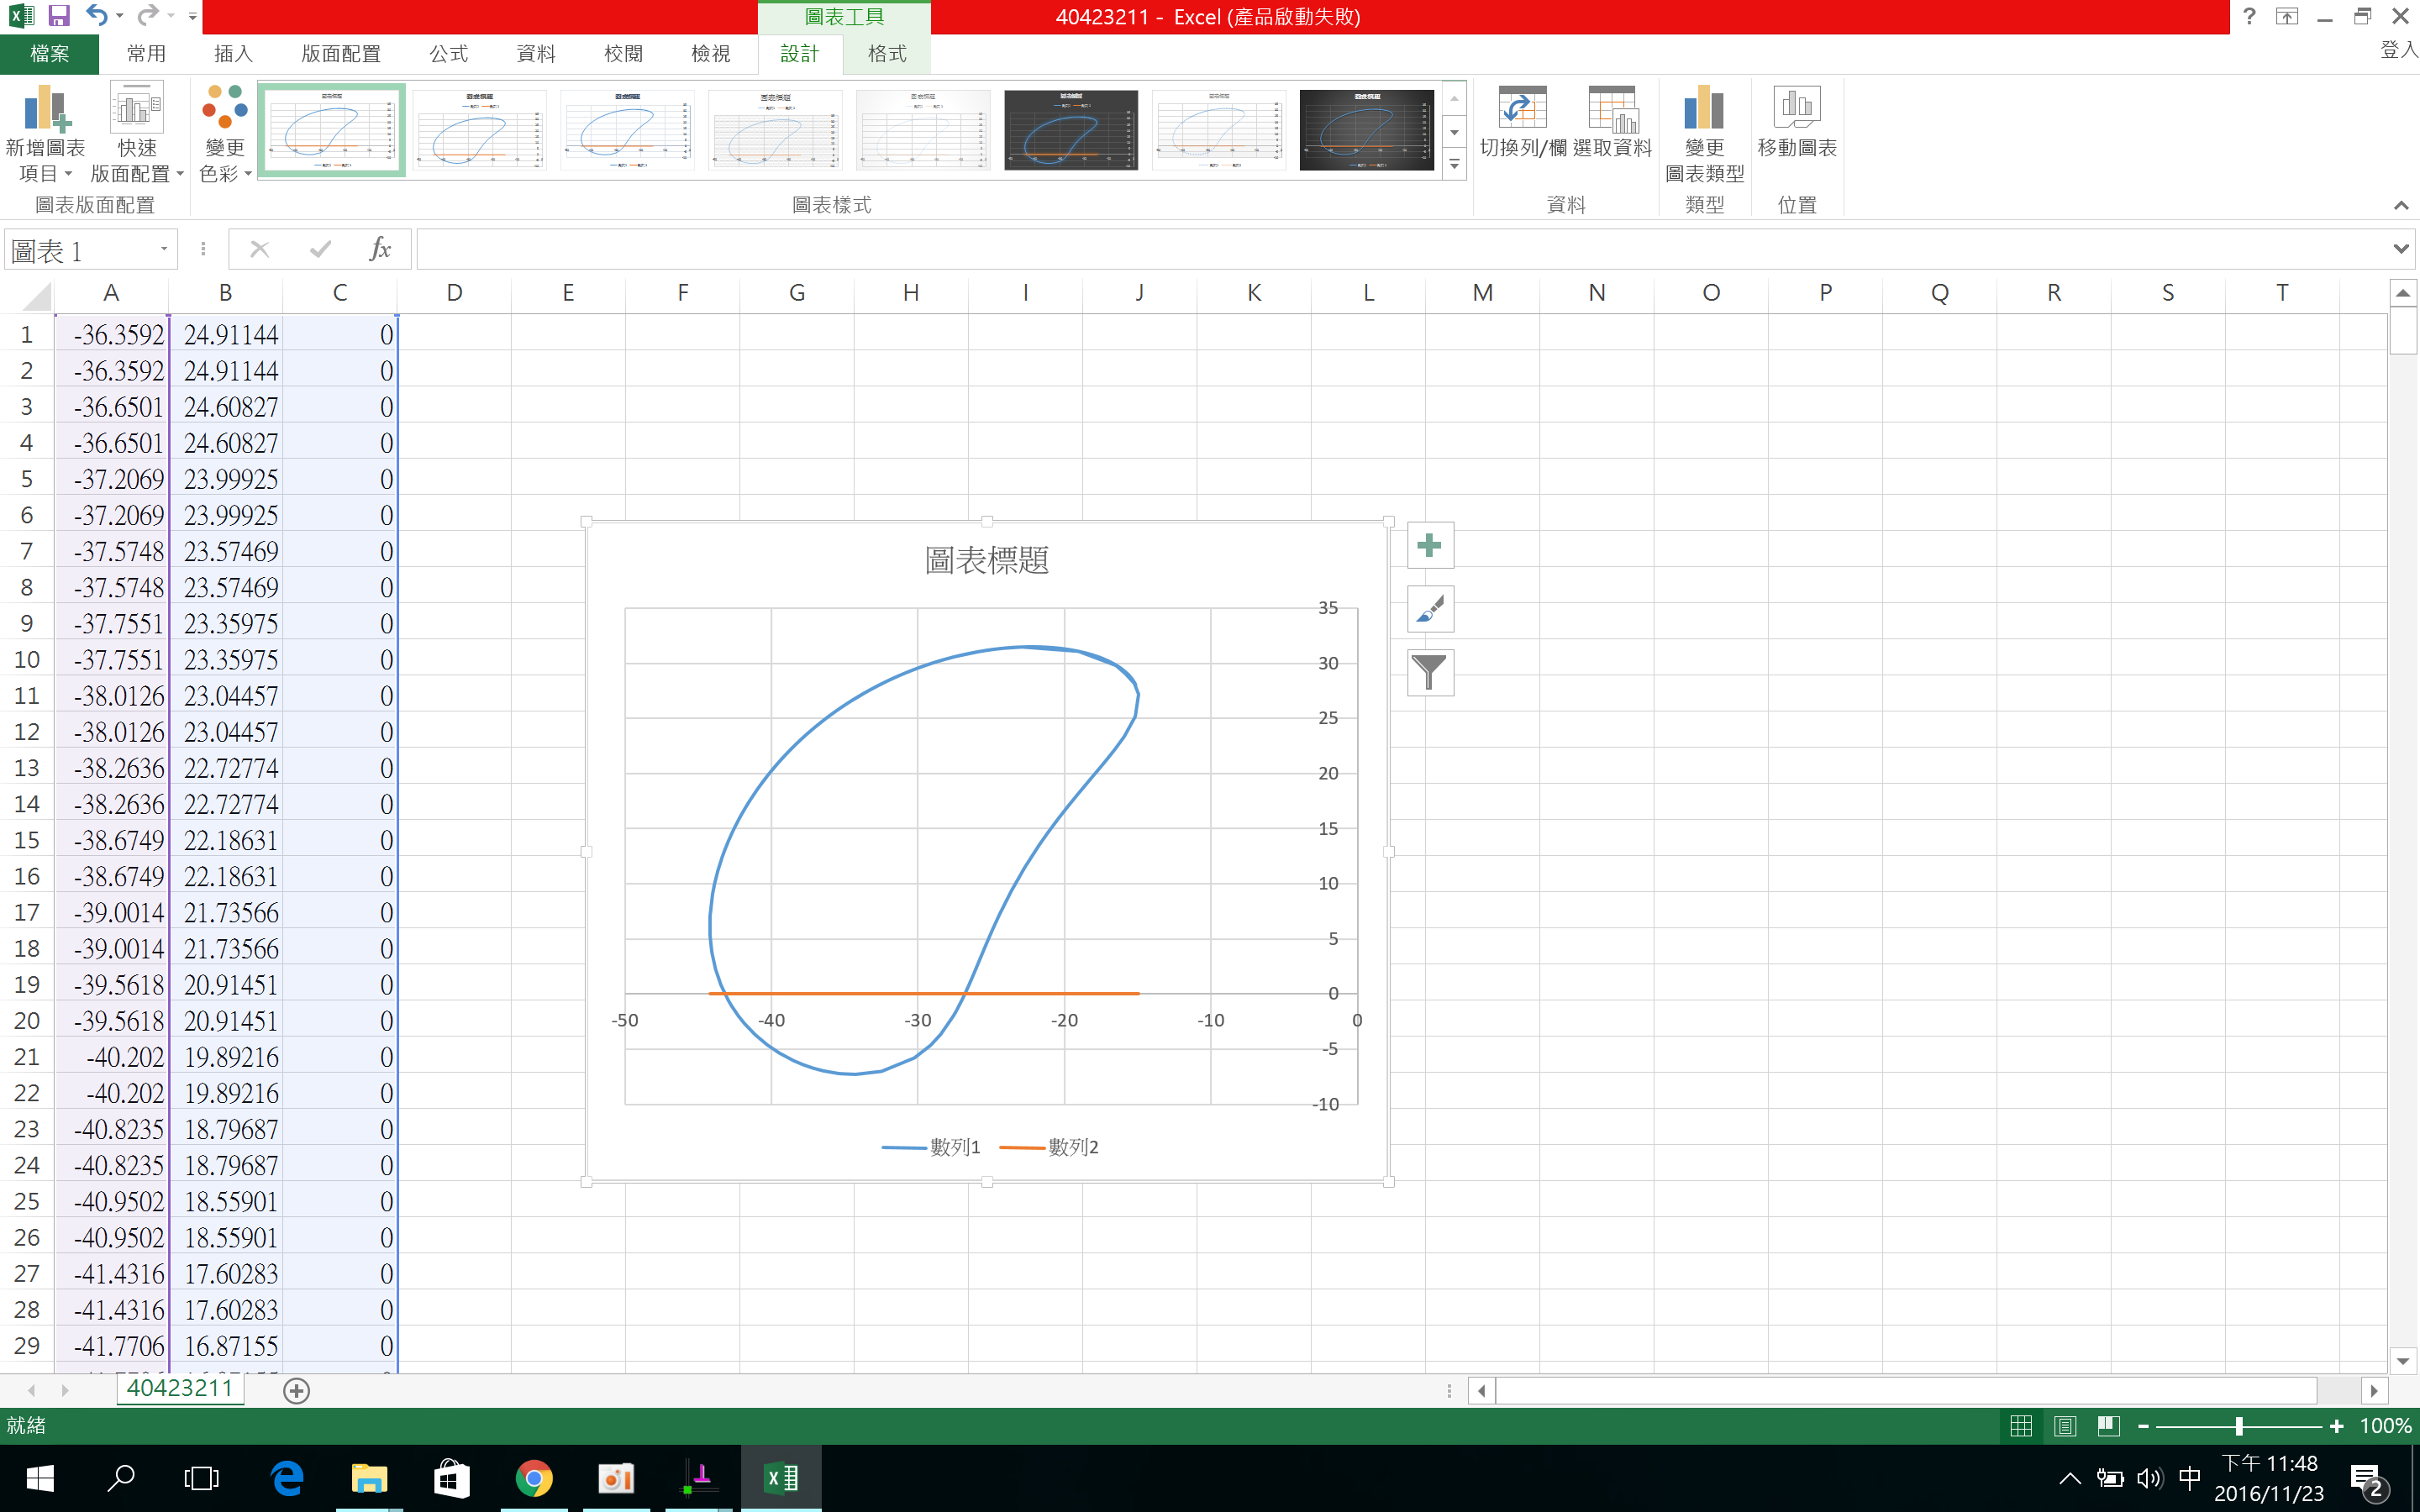 圖表工具
40423211 - Excel (產品啟動失敗)
檔案 常用 插入 版面配置 公式 資料 校閱 檢視 設計 格式 登入
新增圖表項目 快速版面配置 變更色彩 切換列/欄 選取資料 變更圖表類型 移動圖表
圖表版面配置 圖表樣式 資料 類型 位置
圖表 1 fx
A B C D E F G H I J K L M N O P Q R S T
1 -36.3592 24.91144 0
2 -36.3592 24.91144 0
3 -36.6501 24.60827 0
4 -36.6501 24.60827 0
5 -37.2069 23.99925 0
6 -37.2069 23.99925 0
7 -37.5748 23.57469 0
8 -37.5748 23.57469 0
9 -37.7551 23.35975 0
10 -37.7551 23.35975 0
11 -38.0126 23.04457 0
12 -38.0126 23.04457 0
13 -38.2636 22.72774 0
14 -38.2636 22.72774 0
15 -38.6749 22.18631 0
16 -38.6749 22.18631 0
17 -39.0014 21.73566 0
18 -39.0014 21.73566 0
19 -39.5618 20.91451 0
20 -39.5618 20.91451 0
21 -40.202 19.89216 0
22 -40.202 19.89216 0
23 -40.8235 18.79687 0
24 -40.8235 18.79687 0
25 -40.9502 18.55901 0
26 -40.9502 18.55901 0
27 -41.4316 17.60283 0
28 -41.4316 17.60283 0
29 -41.7706 16.87155 0
圖表標題
35
30
25
20
15
10
5
0
-50 -40 -30 -20 -10 0
-5
-10
數列1 數列2
40423211
就緒
100%
中
下午 11:48
2016/11/23
2